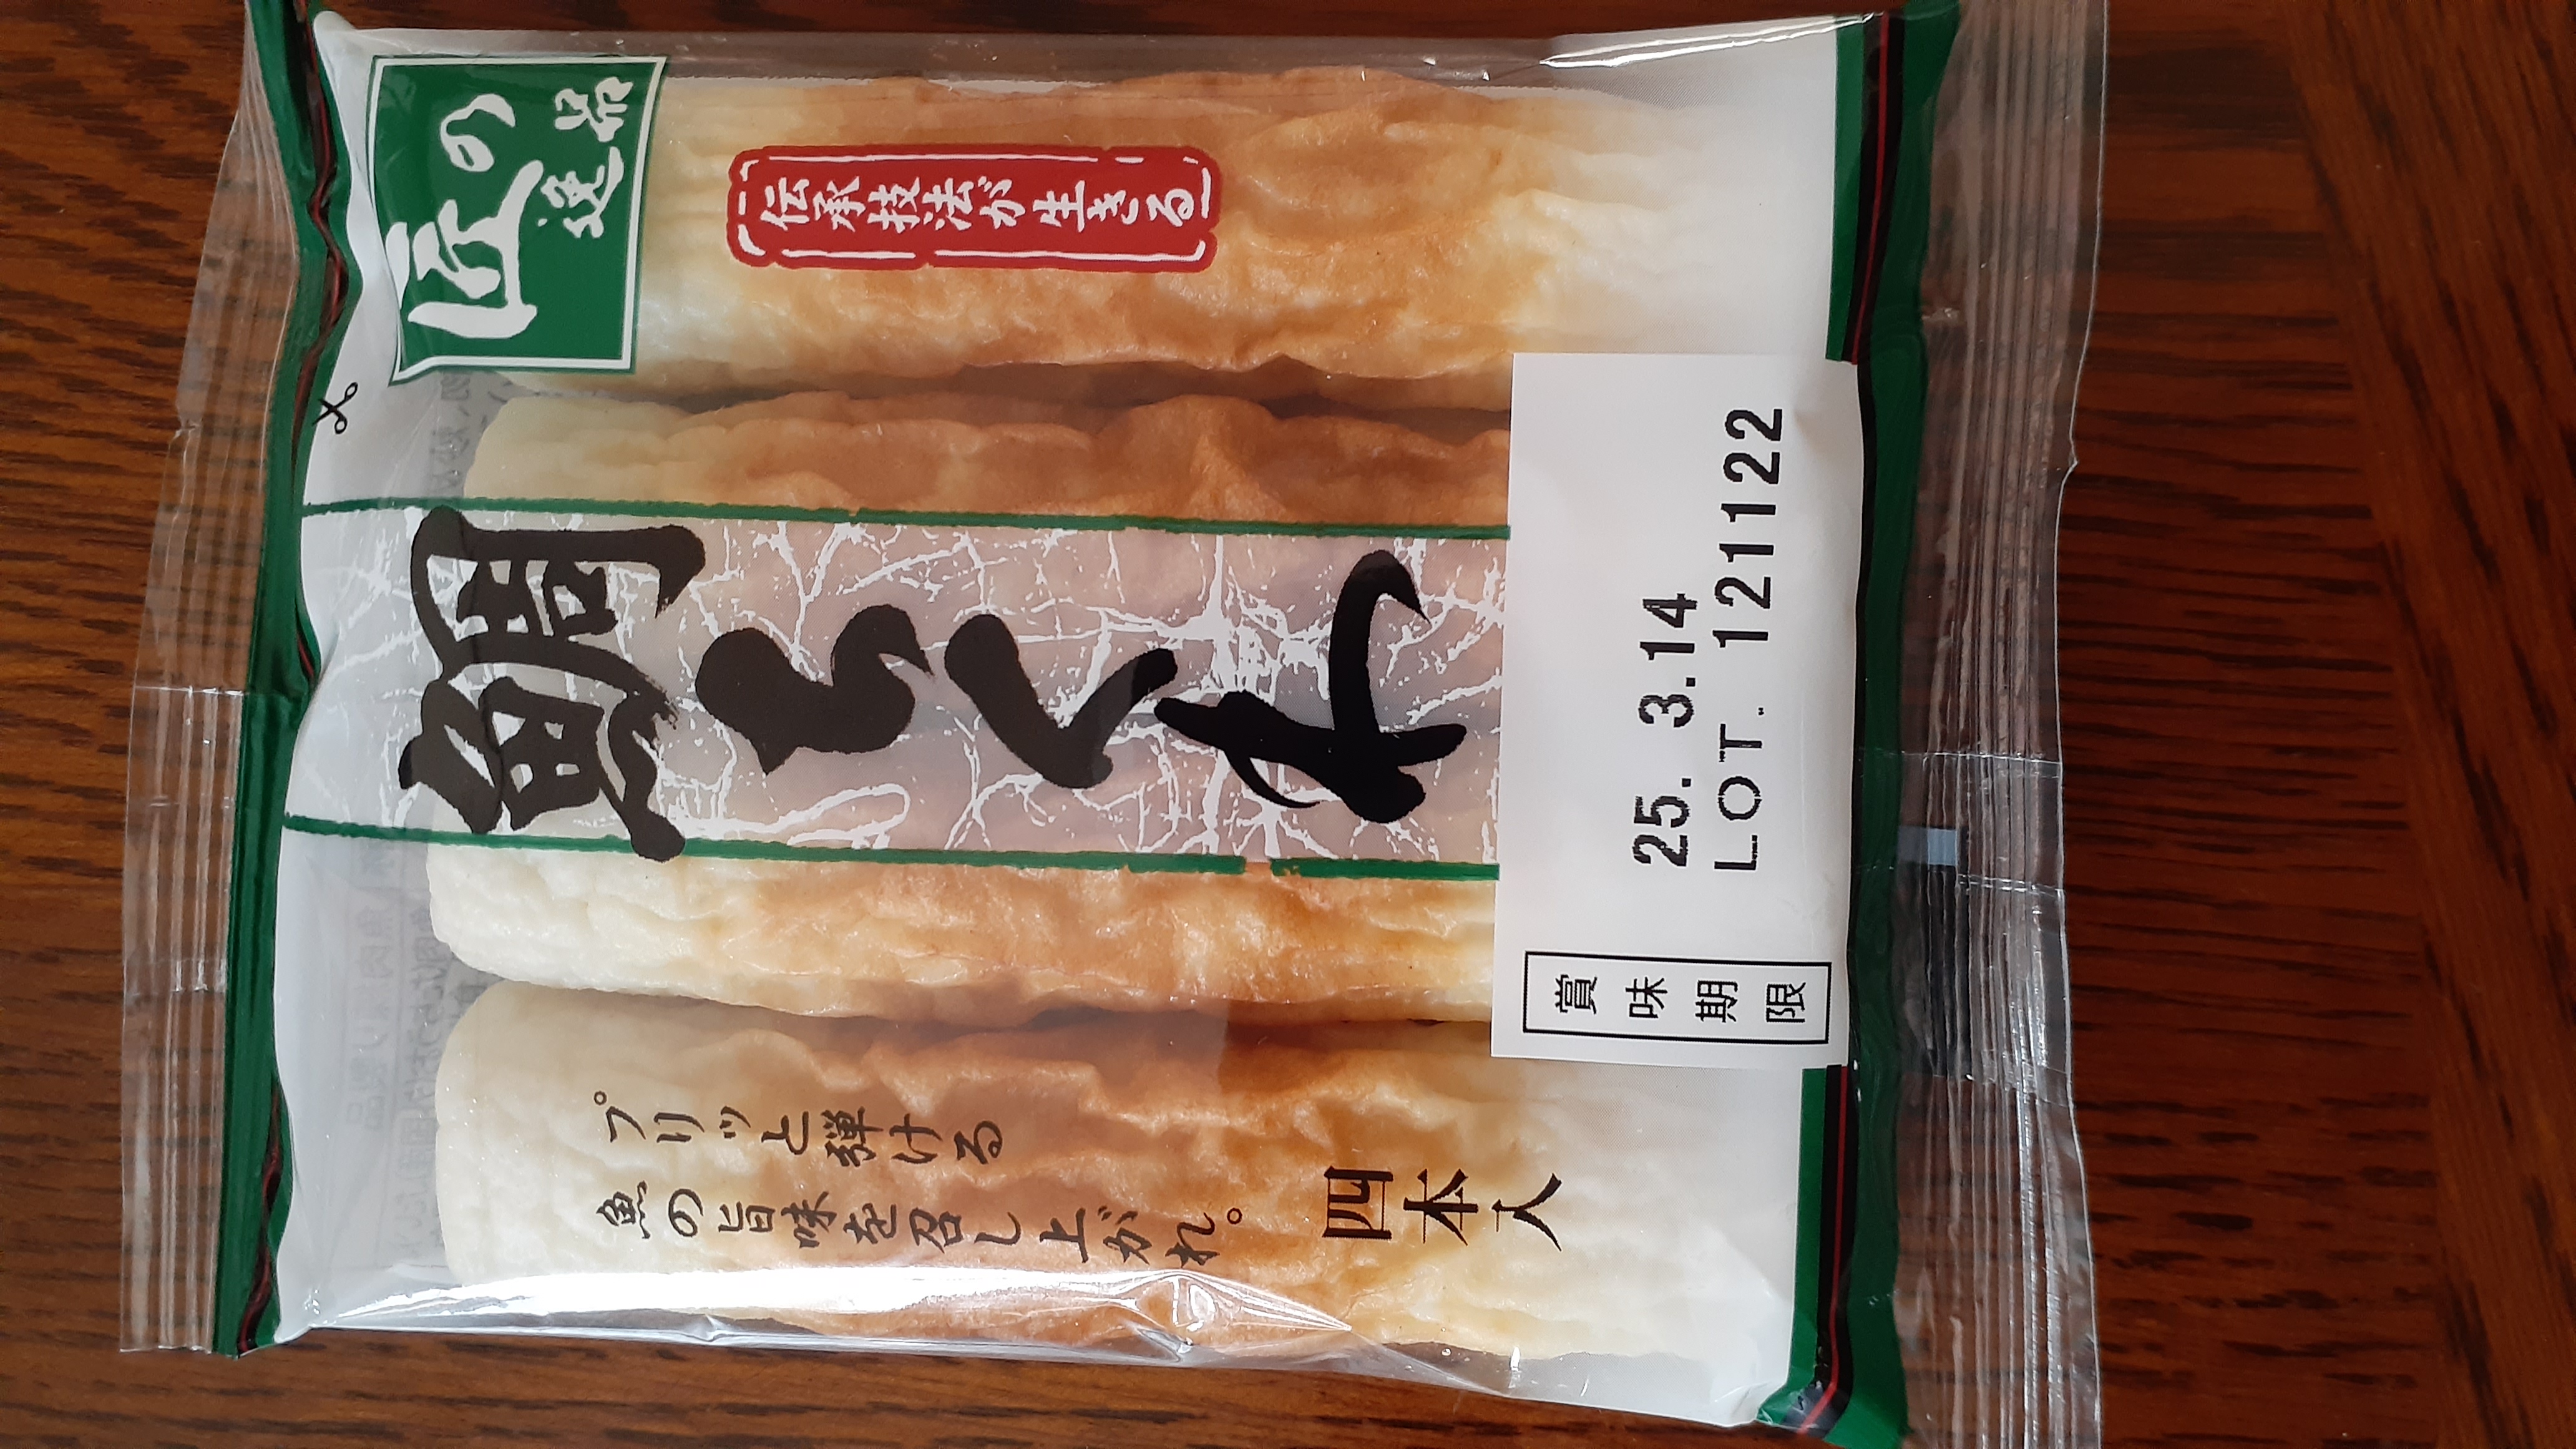 匠の
逸品
伝承技法が生きる
鯛ちくわ
賞味期限
25. 3.14
LOT. 121122
プリッと弾ける
魚の旨味を召し上がれ。
四本入